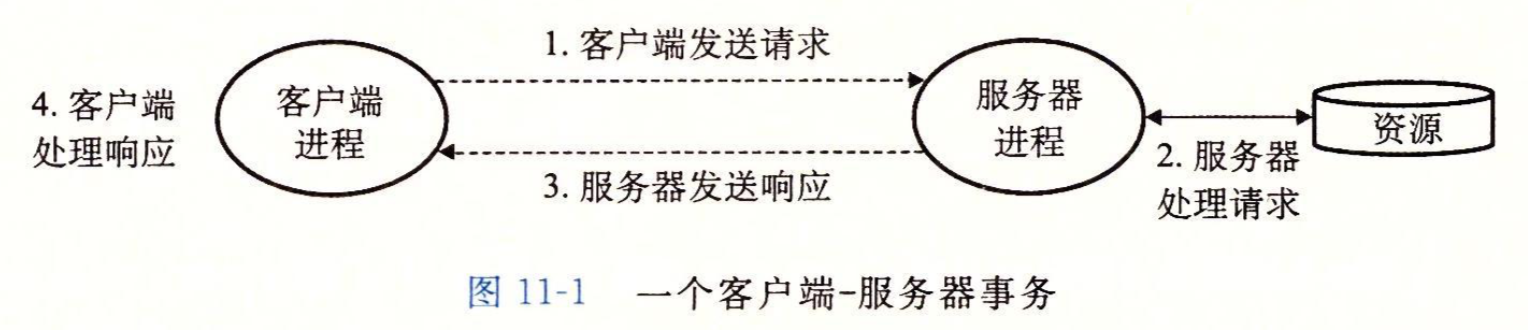 1. 客户端发送请求
4. 客户端
处理响应
客户端
进程
服务器
进程
资源
2. 服务器
处理请求
3. 服务器发送响应
图 11-1 一个客户端-服务器事务